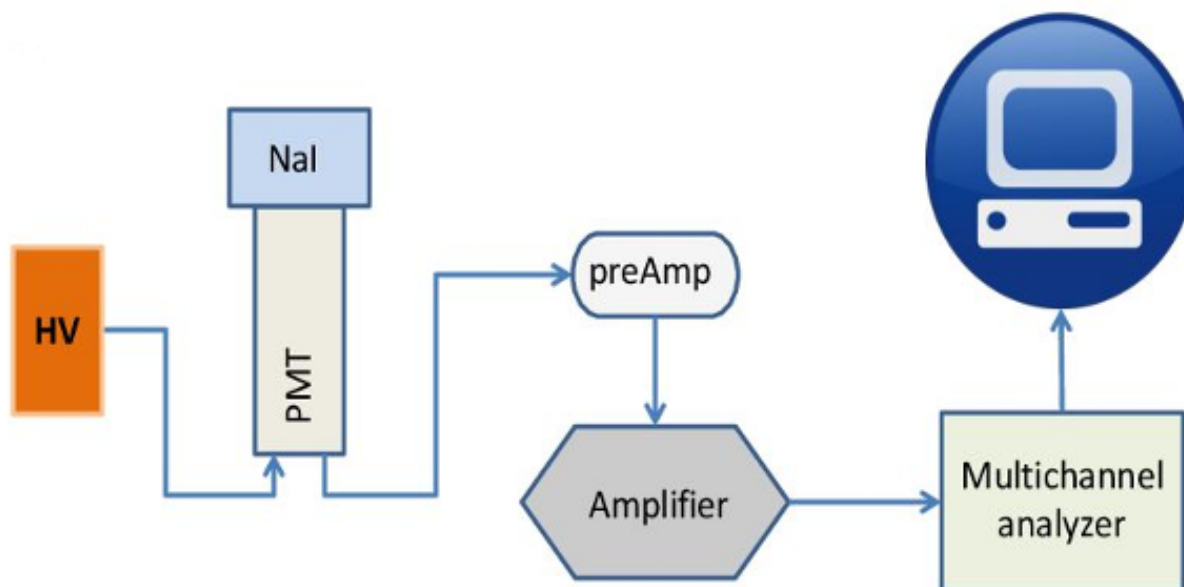 NaI
HV
PMT
preAmp
Amplifier
Multichannel
analyzer